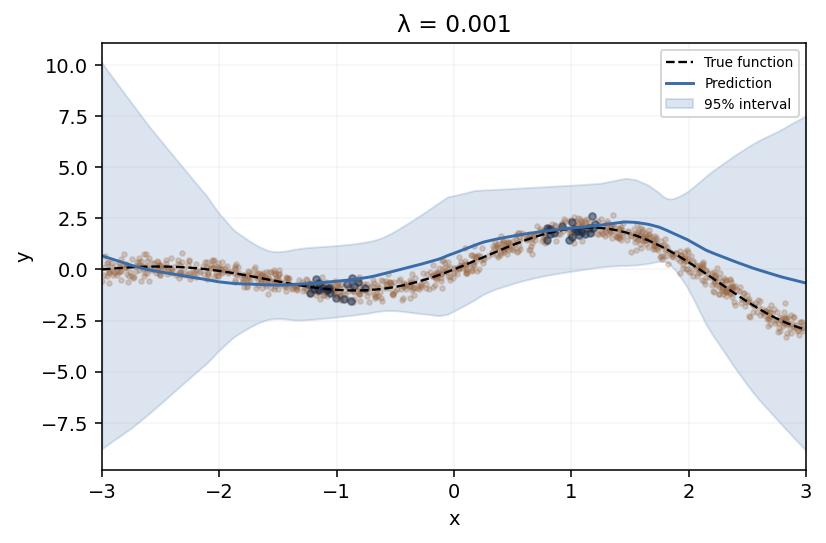 λ = 0.001
True function
Prediction
95% interval
10.0
7.5
5.0
2.5
0.0
−2.5
−5.0
−7.5
y
−3 −2 −1 0 1 2 3
x